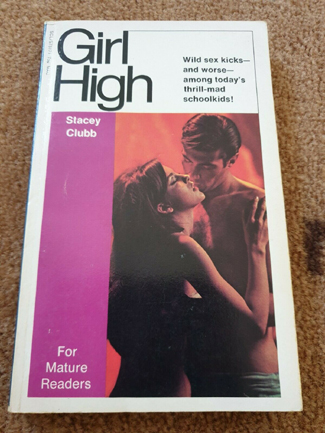 Girl
High
Wild sex kicks—
and worse—
among today's
thrill-mad
schoolkids!
Stacey
Clubb
For
Mature
Readers